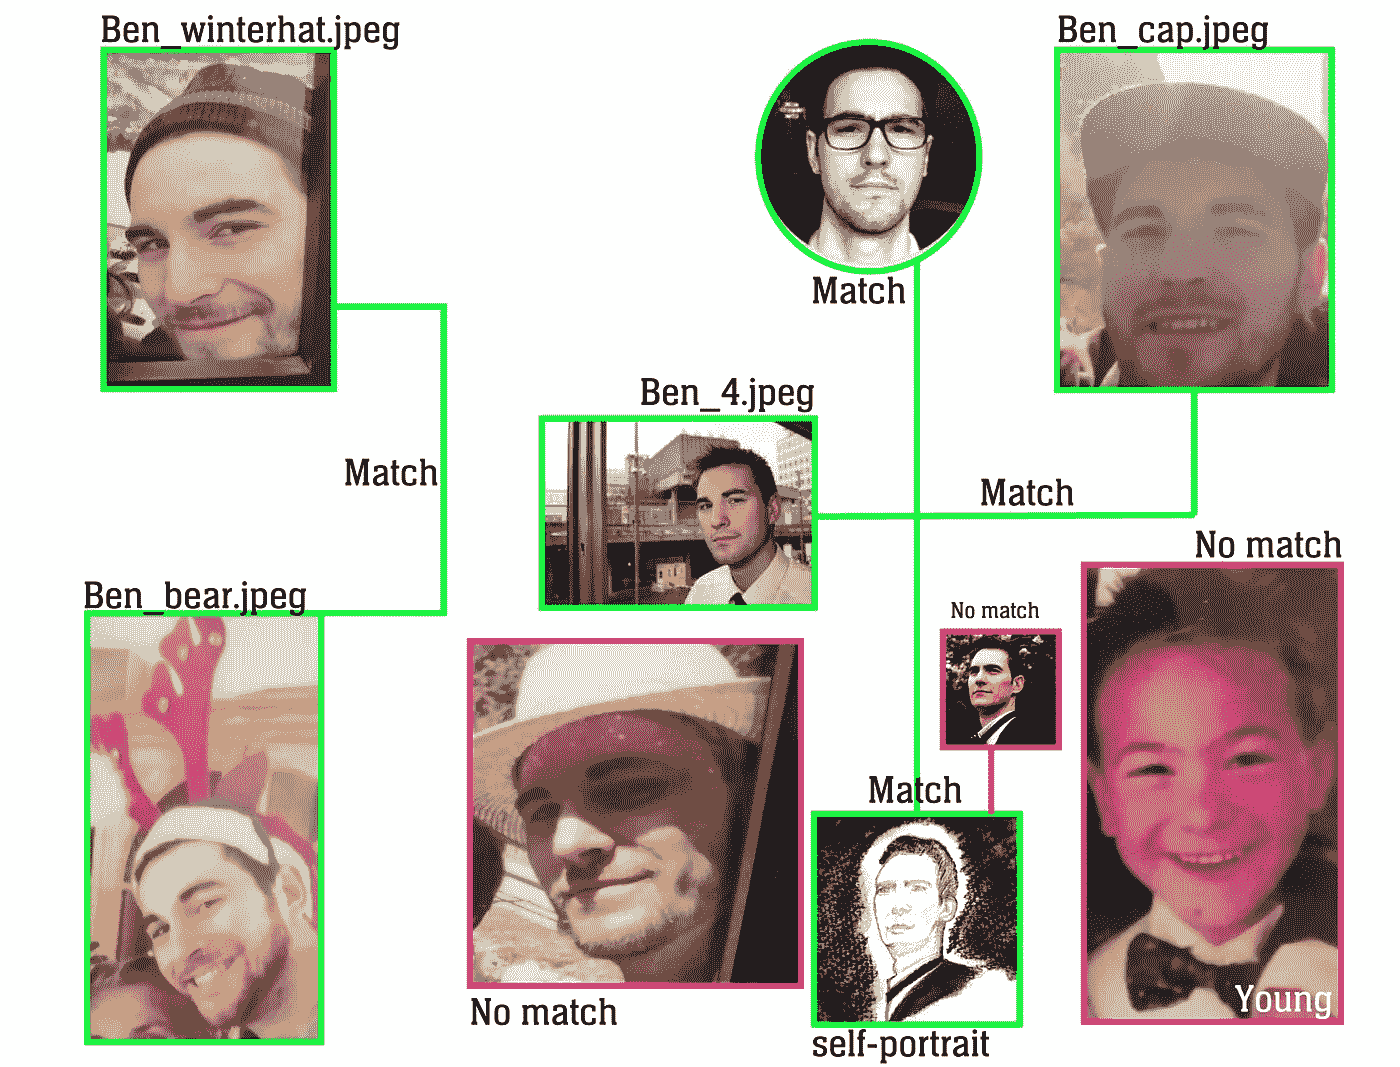 Ben_winterhat.jpeg
Ben_cap.jpeg
Match
Ben_4.jpeg
Match
Match
No match
Ben_bear.jpeg
No match
Match
No match
Young
self-portrait